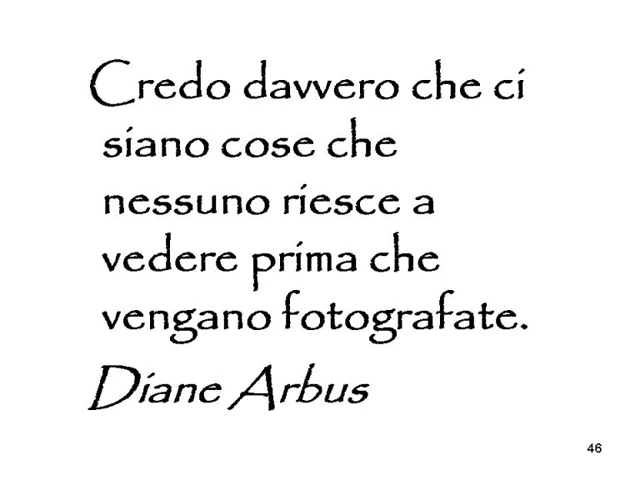 Credo davvero che ci
siano cose che
nessuno riesce a
vedere prima che
vengano fotografate.
Diane Arbus
46